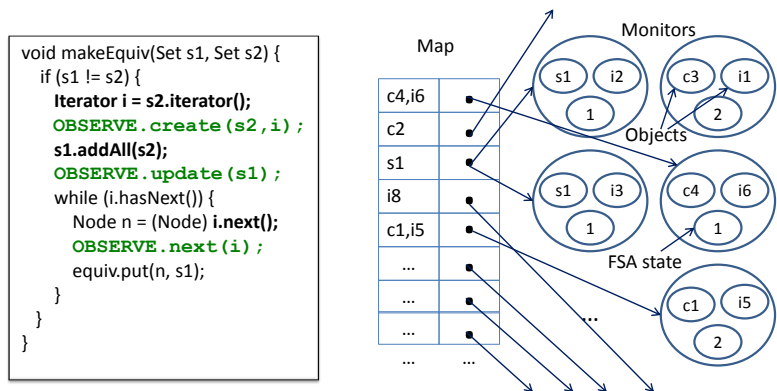 void makeEquiv(Set s1, Set s2) {
if (s1 != s2) {
Iterator i = s2.iterator();
OBSERVE.create(s2,i);
s1.addAll(s2);
OBSERVE.update(s1);
while (i.hasNext()) {
Node n = (Node) i.next();
OBSERVE.next(i);
equiv.put(n, s1);
}
}
}
Map
c4,i6
c2
s1
i8
c1,i5
...
...
...
... ...
Monitors
s1 i2
1
c3 i1
2
Objects
s1 i3
1
c4 i6
1
FSA state
c1 i5
2
...